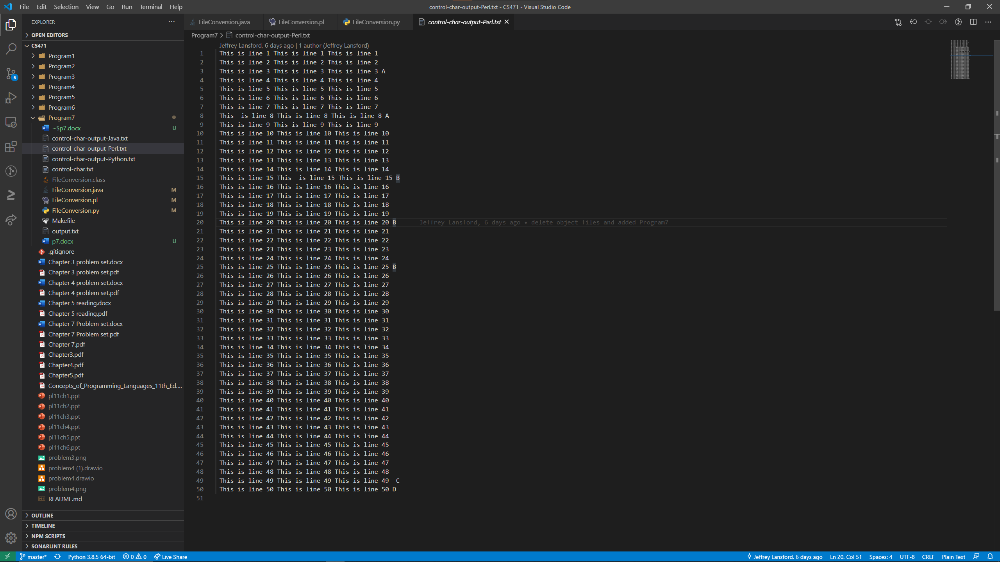 File Edit Selection View Go Run Terminal Help
control-char-output-Perl.txt - CS471 - Visual Studio Code
EXPLORER
OPEN EDITORS
CS471
Program1
Program2
Program3
Program4
Program5
Program6
Program7
~$p7.docx U
control-char-output-Java.txt
control-char-output-Perl.txt
control-char-output-Python.txt
control-char.txt
FileConversion.class
FileConversion.java M
FileConversion.pl M
FileConversion.py M
Makefile
output.txt
p7.docx U
.gitignore
Chapter 3 problem set.docx
Chapter 3 problem set.pdf
Chapter 4 problem set.docx
Chapter 4 problem set.pdf
Chapter 5 reading.docx
Chapter 5 reading.pdf
Chapter 7 Problem set.docx
Chapter 7 Problem set.pdf
Chapter 7.pdf
Chapter3.pdf
Chapter4.pdf
Chapter5.pdf
Concepts_of_Programming_Languages_11th_Ed....
pl11ch1.ppt
pl11ch2.ppt
pl11ch3.ppt
pl11ch4.ppt
pl11ch5.ppt
pl11ch6.ppt
problem3.png
problem4 (1).drawio
problem4.drawio
problem4.png
README.md
OUTLINE
TIMELINE
NPM SCRIPTS
SONARLINT RULES
6
FileConversion.java FileConversion.pl FileConversion.py control-char-output-Perl.txt
Program7 > control-char-output-Perl.txt
Jeffrey Lansford, 6 days ago | 1 author (Jeffrey Lansford)
1 This is line 1 This is line 1 This is line 1
2 This is line 2 This is line 2 This is line 2
3 This is line 3 This is line 3 This is line 3 A
4 This is line 4 This is line 4 This is line 4
5 This is line 5 This is line 5 This is line 5
6 This is line 6 This is line 6 This is line 6
7 This is line 7 This is line 7 This is line 7
8 This  is line 8 This is line 8 This is line 8 A
9 This is line 9 This is line 9 This is line 9
10 This is line 10 This is line 10 This is line 10
11 This is line 11 This is line 11 This is line 11
12 This is line 12 This is line 12 This is line 12
13 This is line 13 This is line 13 This is line 13
14 This is line 14 This is line 14 This is line 14
15 This is line 15 This  is line 15 This is line 15 B
16 This is line 16 This is line 16 This is line 16
17 This is line 17 This is line 17 This is line 17
18 This is line 18 This is line 18 This is line 18
19 This is line 19 This is line 19 This is line 19
20 This is line 20 This is line 20 This is line 20 B Jeffrey Lansford, 6 days ago • delete object files and added Program7
21 This is line 21 This is line 21 This is line 21
22 This is line 22 This is line 22 This is line 22
23 This is line 23 This is line 23 This is line 23
24 This is line 24 This is line 24 This is line 24
25 This is line 25 This is line 25 This is line 25 B
26 This is line 26 This is line 26 This is line 26
27 This is line 27 This is line 27 This is line 27
28 This is line 28 This is line 28 This is line 28
29 This is line 29 This is line 29 This is line 29
30 This is line 30 This is line 30 This is line 30
31 This is line 31 This is line 31 This is line 31
32 This is line 32 This is line 32 This is line 32
33 This is line 33 This is line 33 This is line 33
34 This is line 34 This is line 34 This is line 34
35 This is line 35 This is line 35 This is line 35
36 This is line 36 This is line 36 This is line 36
37 This is line 37 This is line 37 This is line 37
38 This is line 38 This is line 38 This is line 38
39 This is line 39 This is line 39 This is line 39
40 This is line 40 This is line 40 This is line 40
41 This is line 41 This is line 41 This is line 41
42 This is line 42 This is line 42 This is line 42
43 This is line 43 This is line 43 This is line 43
44 This is line 44 This is line 44 This is line 44
45 This is line 45 This is line 45 This is line 45
46 This is line 46 This is line 46 This is line 46
47 This is line 47 This is line 47 This is line 47
48 This is line 48 This is line 48 This is line 48
49 This is line 49 This is line 49 This is line 49  C
50 This is line 50 This is line 50 This is line 50 D
51
master* Python 3.8.5 64-bit 0 0 Live Share Jeffrey Lansford, 6 days ago Ln 20, Col 51 Spaces: 4 UTF-8 CRLF Plain Text